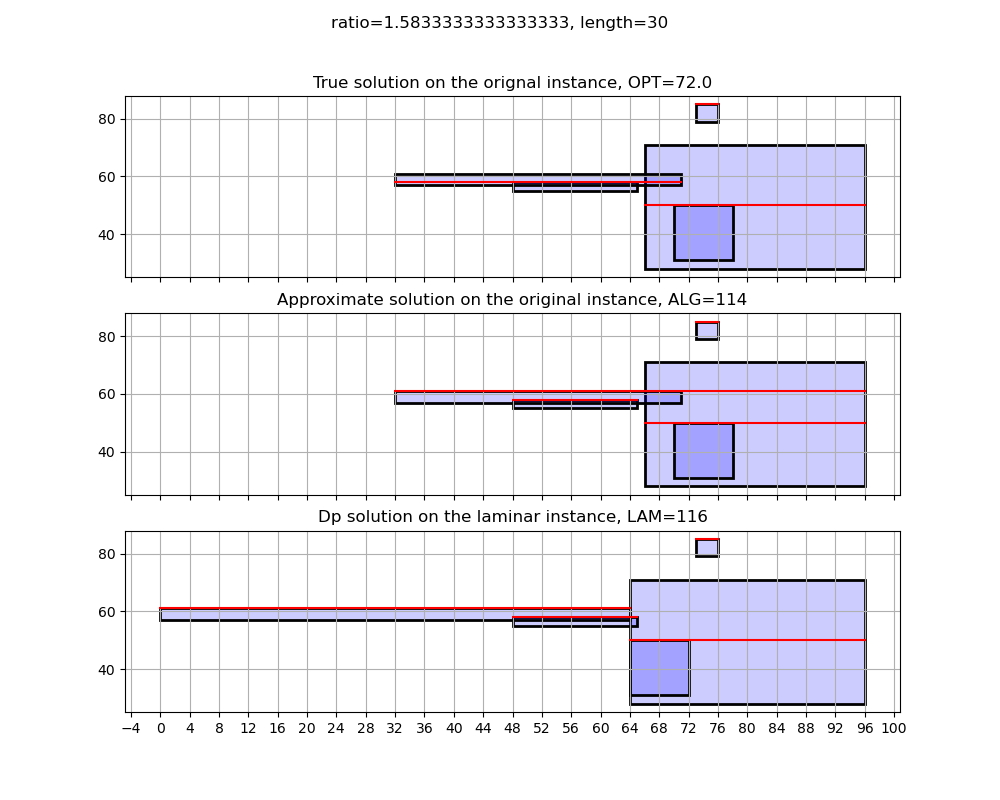 ratio=1.5833333333333333, length=30
True solution on the orignal instance, OPT=72.0
80
60
40
Approximate solution on the original instance, ALG=114
80
60
40
Dp solution on the laminar instance, LAM=116
80
60
40
−4 0 4 8 12 16 20 24 28 32 36 40 44 48 52 56 60 64 68 72 76 80 84 88 92 96 100